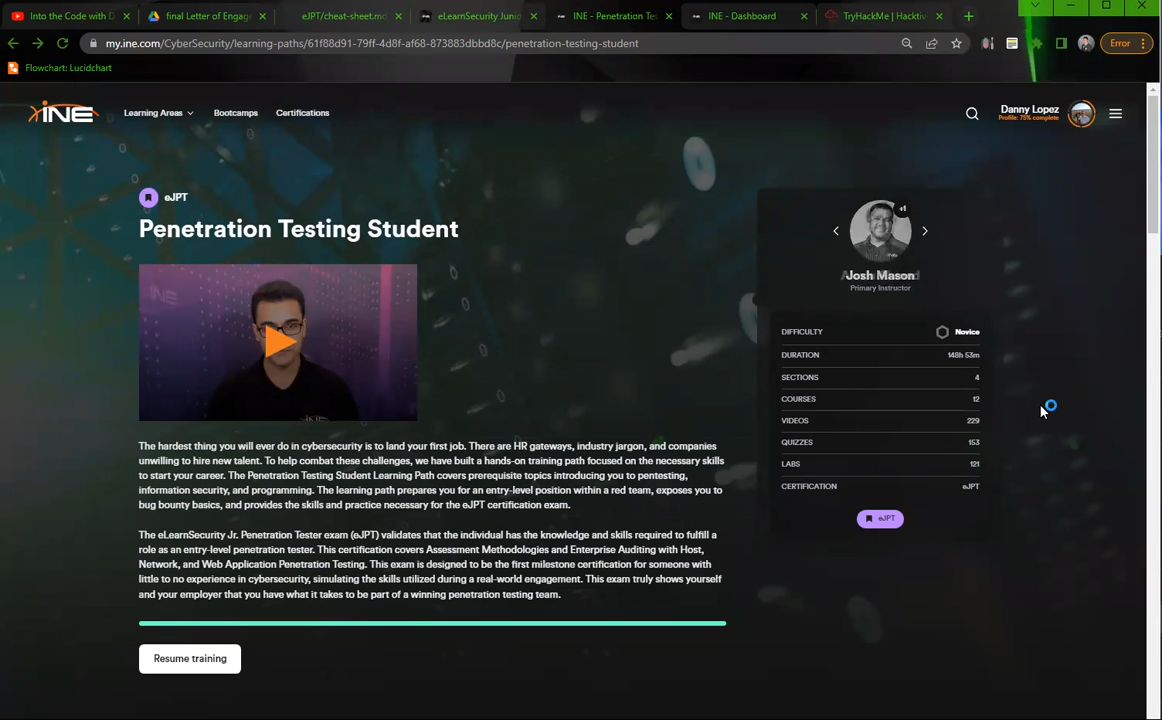 Into the Code with D
final Letter of Engag
eJPT/cheat-sheet.mo
eLearnSecurity Junio
INE - Penetration Tes
INE - Dashboard
TryHackMe | Hacktiv
my.ine.com/CyberSecurity/learning-paths/61f88d91-79ff-4d8f-af68-873883dbbd8c/penetration-testing-student
Error
Flowchart: Lucidchart
INE
Learning Areas
Bootcamps
Certifications
Danny Lopez
Profile: 75% complete
eJPT
Penetration Testing Student
The hardest thing you will ever do in cybersecurity is to land your first job. There are HR gateways, industry jargon, and companies
unwilling to hire new talent. To help combat these challenges, we have built a hands-on training path focused on the necessary skills
to start your career. The Penetration Testing Student Learning Path covers prerequisite topics introducing you to pentesting,
information security, and programming. The learning path prepares you for an entry-level position within a red team, exposes you to
bug bounty basics, and provides the skills and practice necessary for the eJPT certification exam.
The eLearnSecurity Jr. Penetration Tester exam (eJPT) validates that the individual has the knowledge and skills required to fulfill a
role as an entry-level penetration tester. This certification covers Assessment Methodologies and Enterprise Auditing with Host,
Network, and Web Application Penetration Testing. This exam is designed to be the first milestone certification for someone with
little to no experience in cybersecurity, simulating the skills utilized during a real-world engagement. This exam truly shows yourself
and your employer that you have what it takes to be part of a winning penetration testing team.
Resume training
+1
Josh Mason
Primary Instructor
DIFFICULTY Novice
DURATION 148h 53m
SECTIONS 4
COURSES 12
VIDEOS 229
QUIZZES 153
LABS 121
CERTIFICATION eJPT
eJPT